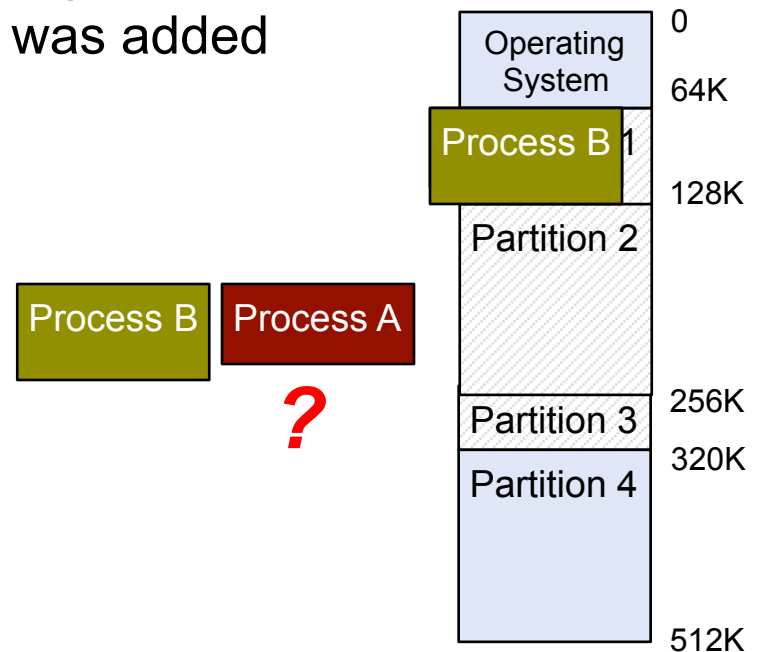 was added
Operating
System
0
64K
Process B 1
128K
Partition 2
Process B
Process A
?
256K
Partition 3
320K
Partition 4
512K